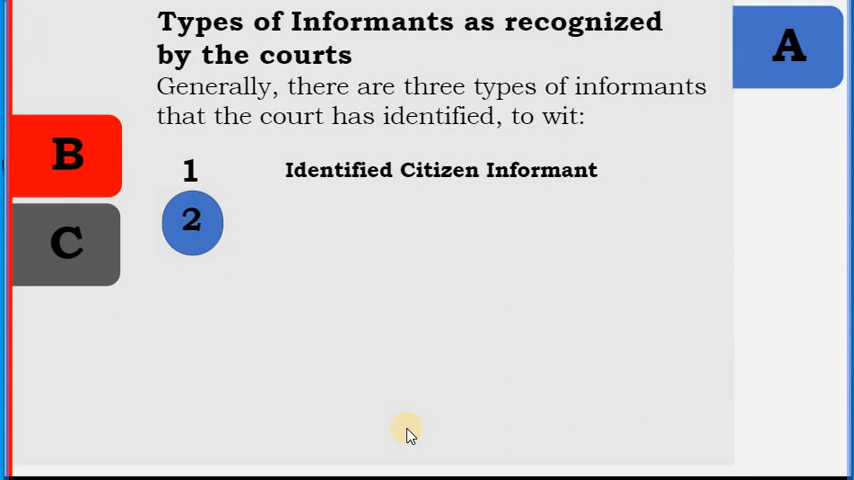 Types of Informants as recognized
by the courts
Generally, there are three types of informants
that the court has identified, to wit:
A
B
1 Identified Citizen Informant
2
C